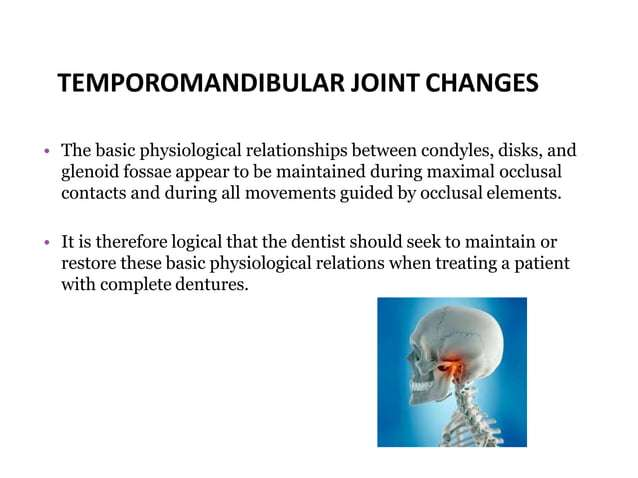 TEMPOROMANDIBULAR JOINT CHANGES
• The basic physiological relationships between condyles, disks, and
glenoid fossae appear to be maintained during maximal occlusal
contacts and during all movements guided by occlusal elements.
• It is therefore logical that the dentist should seek to maintain or
restore these basic physiological relations when treating a patient
with complete dentures.